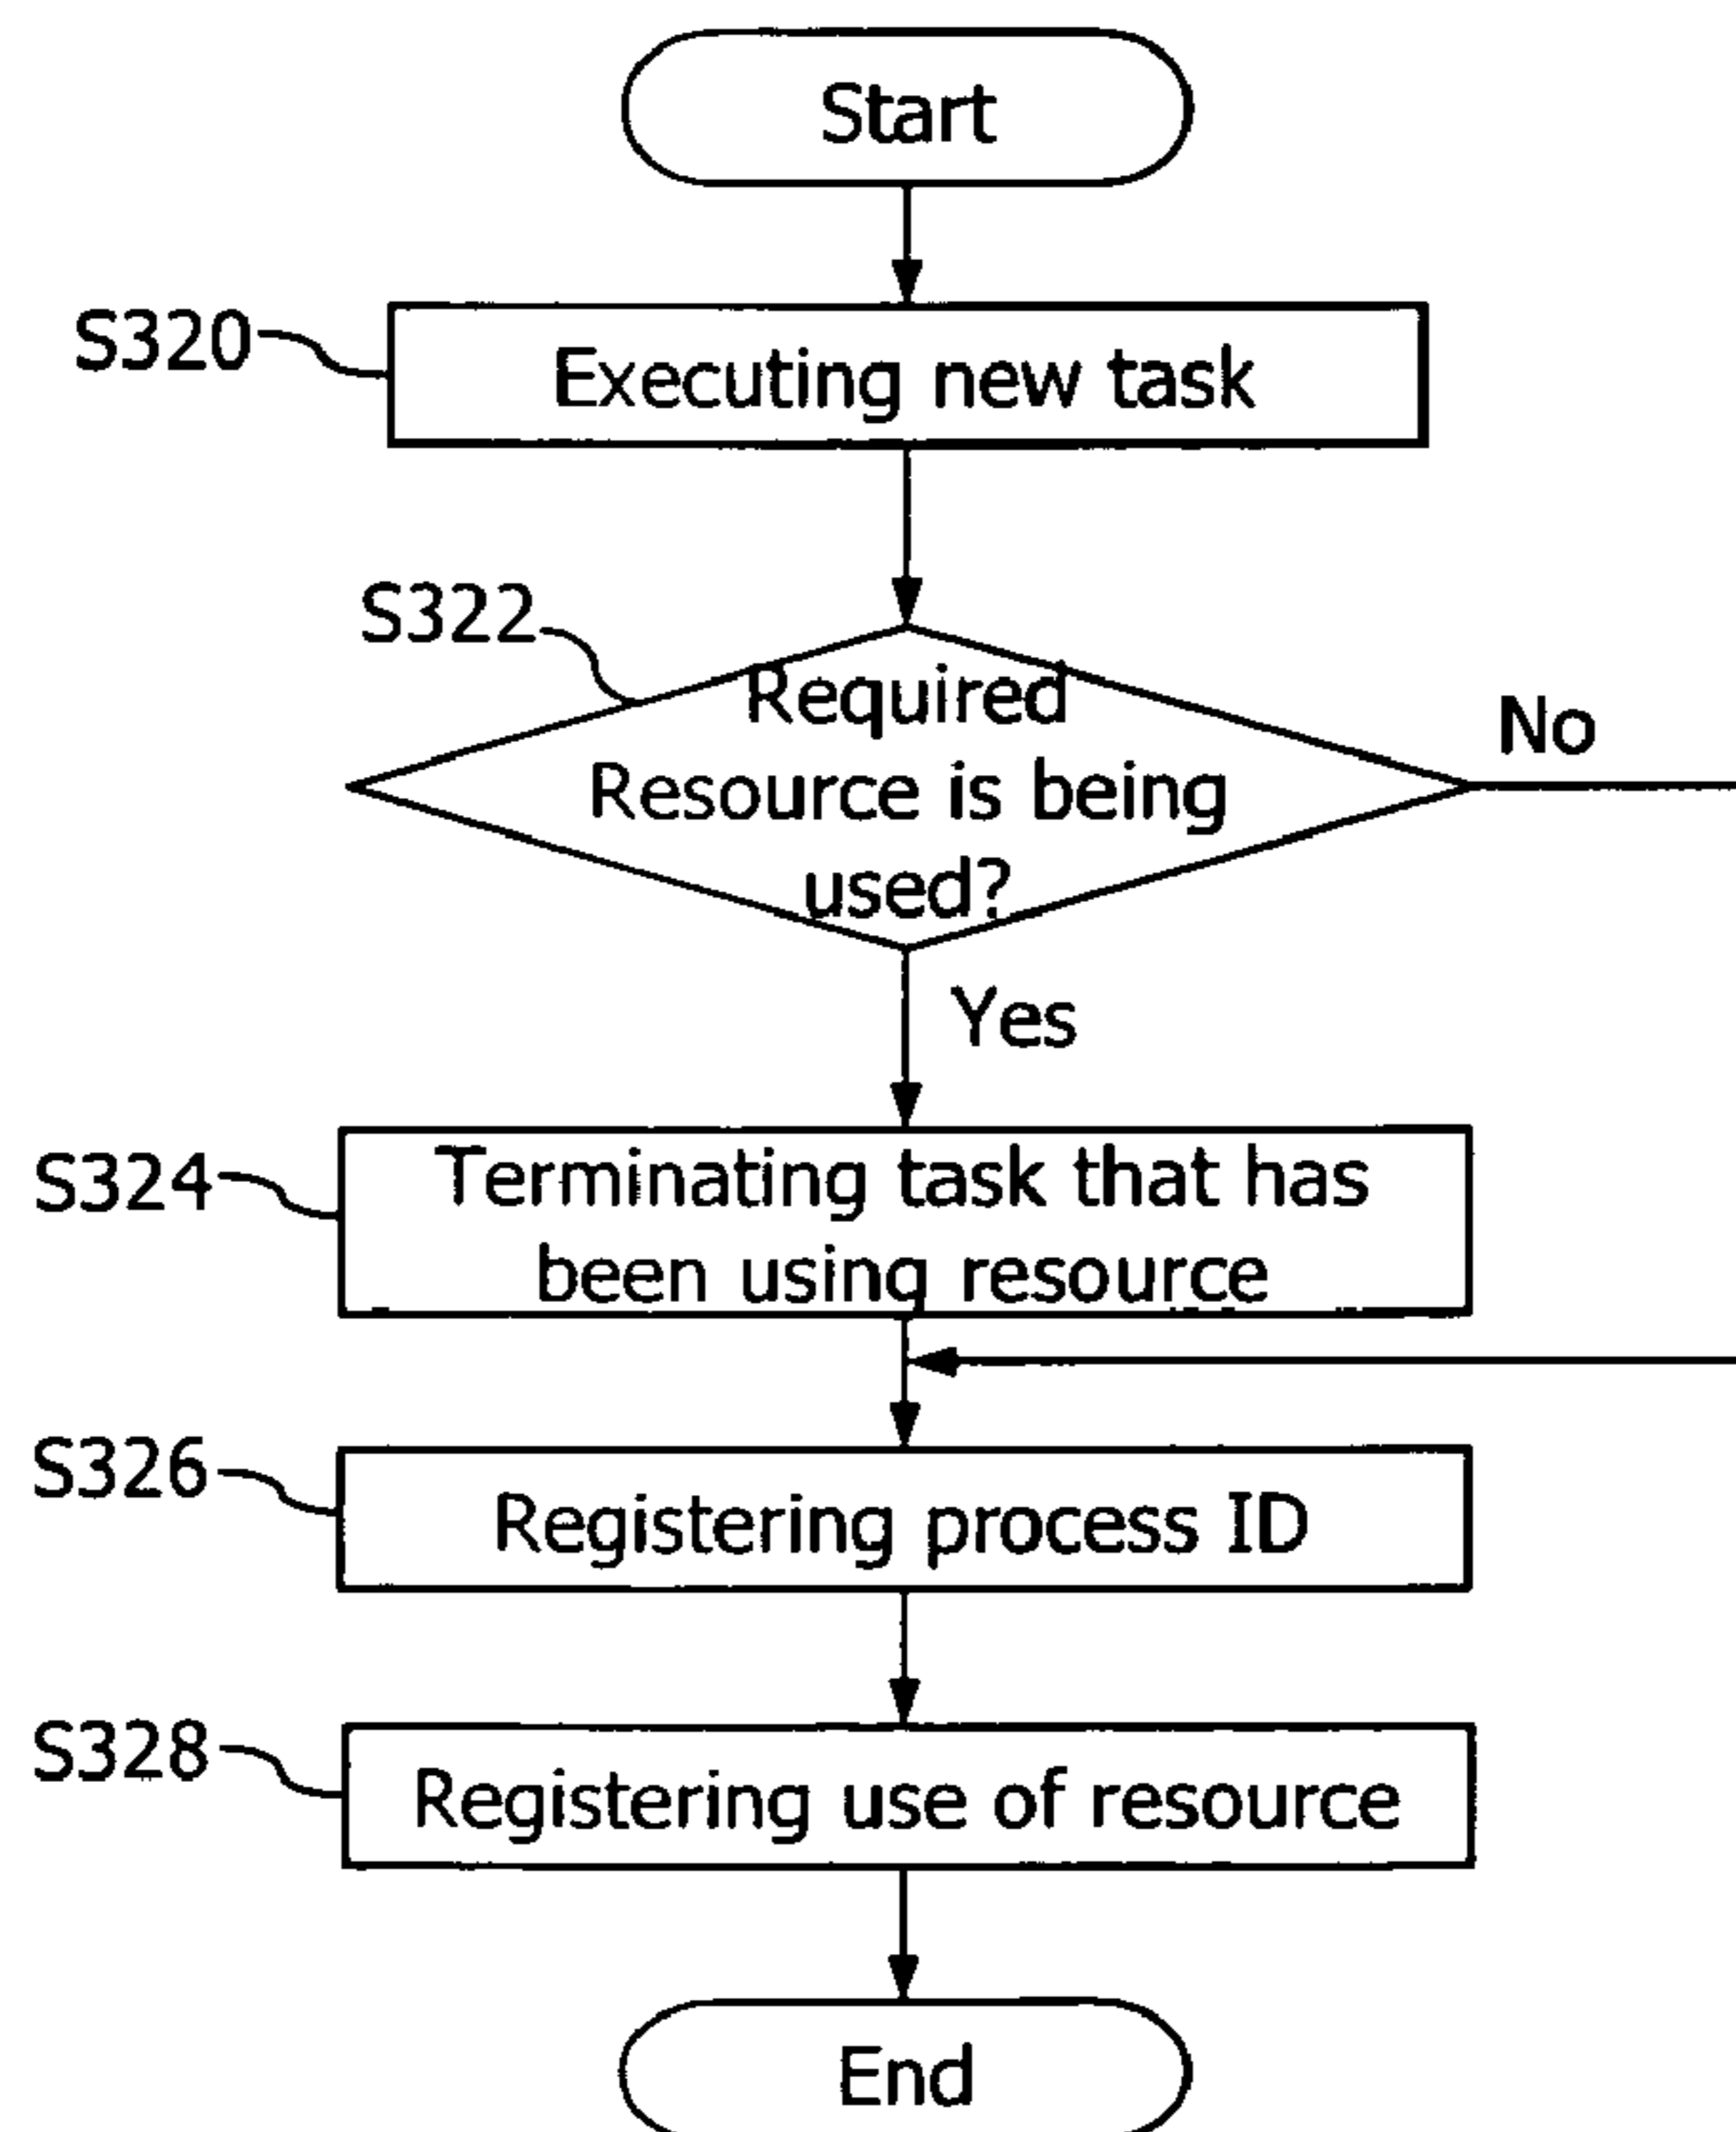 Start
S320
Executing new task
S322
Required
Resource is being
used?
No
Yes
S324
Terminating task that has
been using resource
S326
Registering process ID
S328
Registering use of resource
End